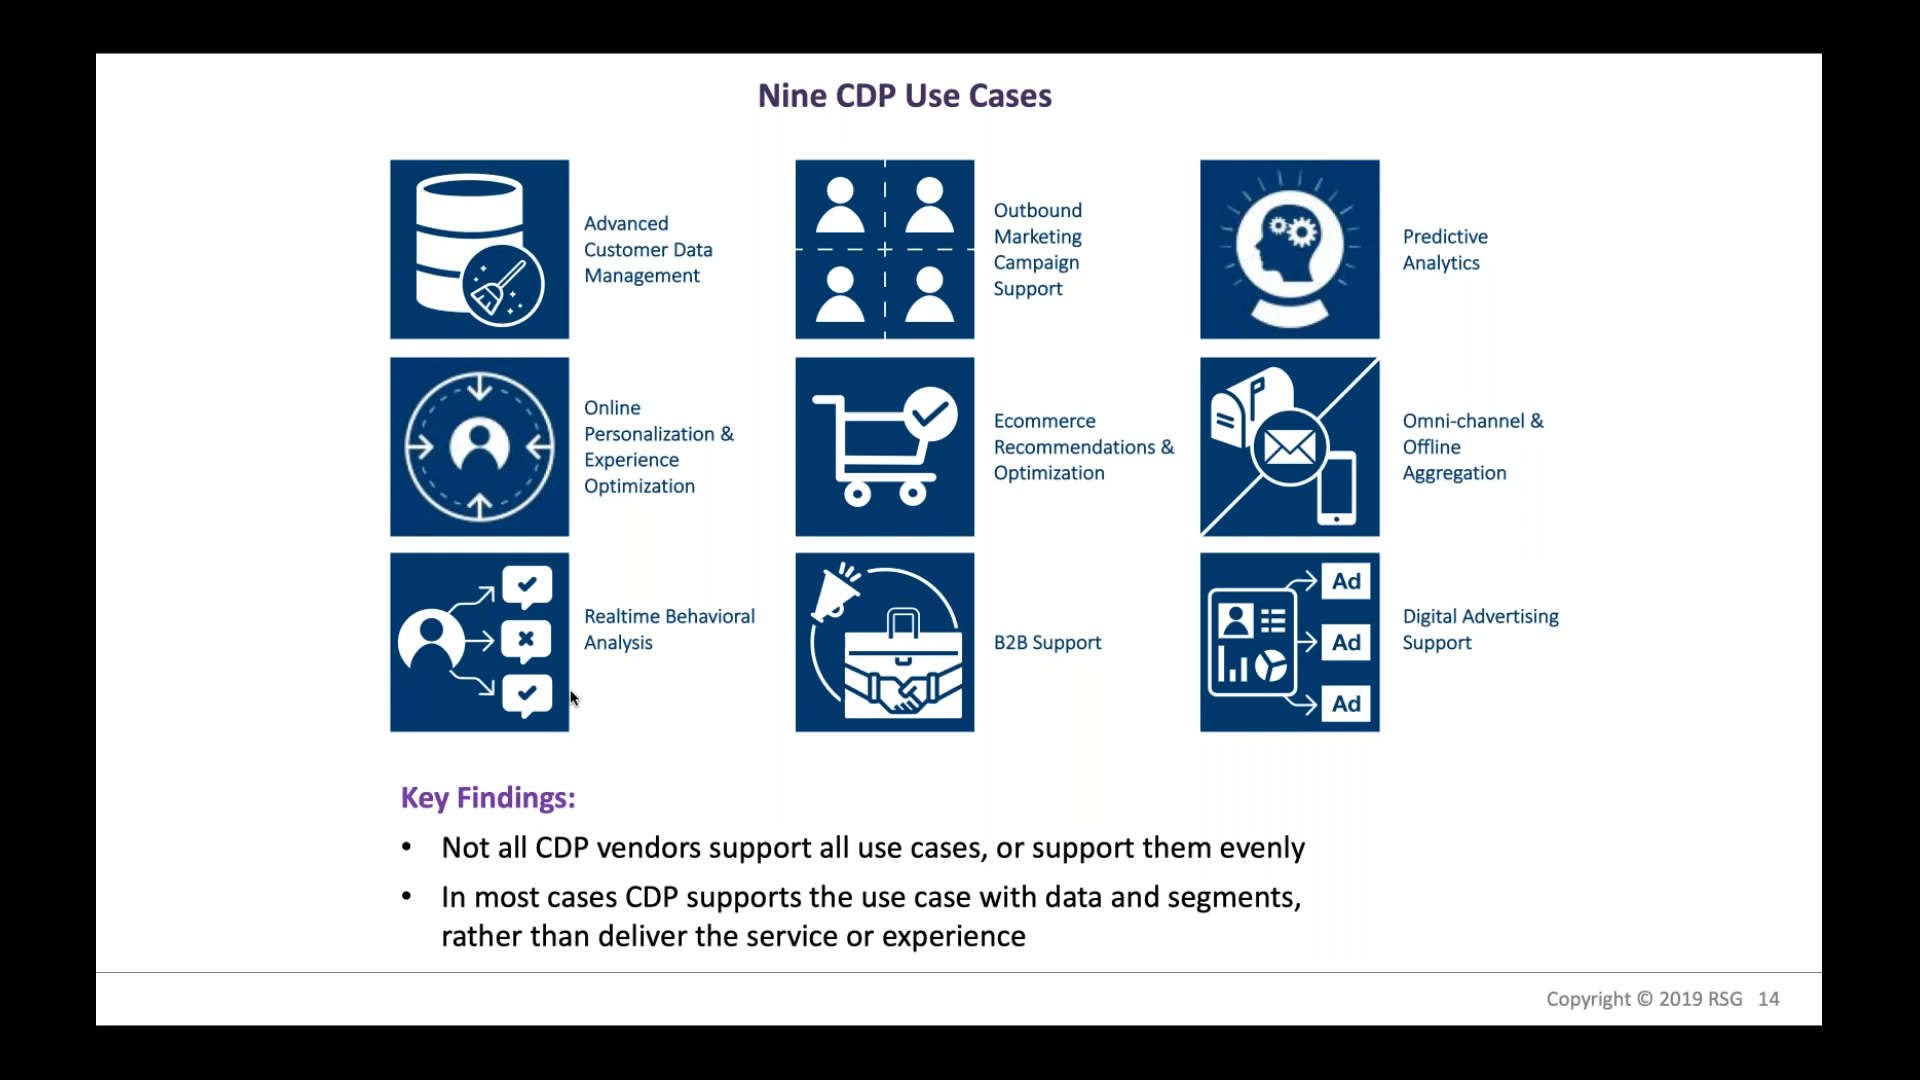 Nine CDP Use Cases
Advanced
Customer Data
Management
Outbound
Marketing
Campaign
Support
Predictive
Analytics
Online
Personalization &
Experience
Optimization
Ecommerce
Recommendations &
Optimization
Omni-channel &
Offline
Aggregation
Realtime Behavioral
Analysis
B2B Support
Ad
Ad
Ad
Digital Advertising
Support
Key Findings:
• Not all CDP vendors support all use cases, or support them evenly
• In most cases CDP supports the use case with data and segments,
rather than deliver the service or experience
Copyright © 2019 RSG 14